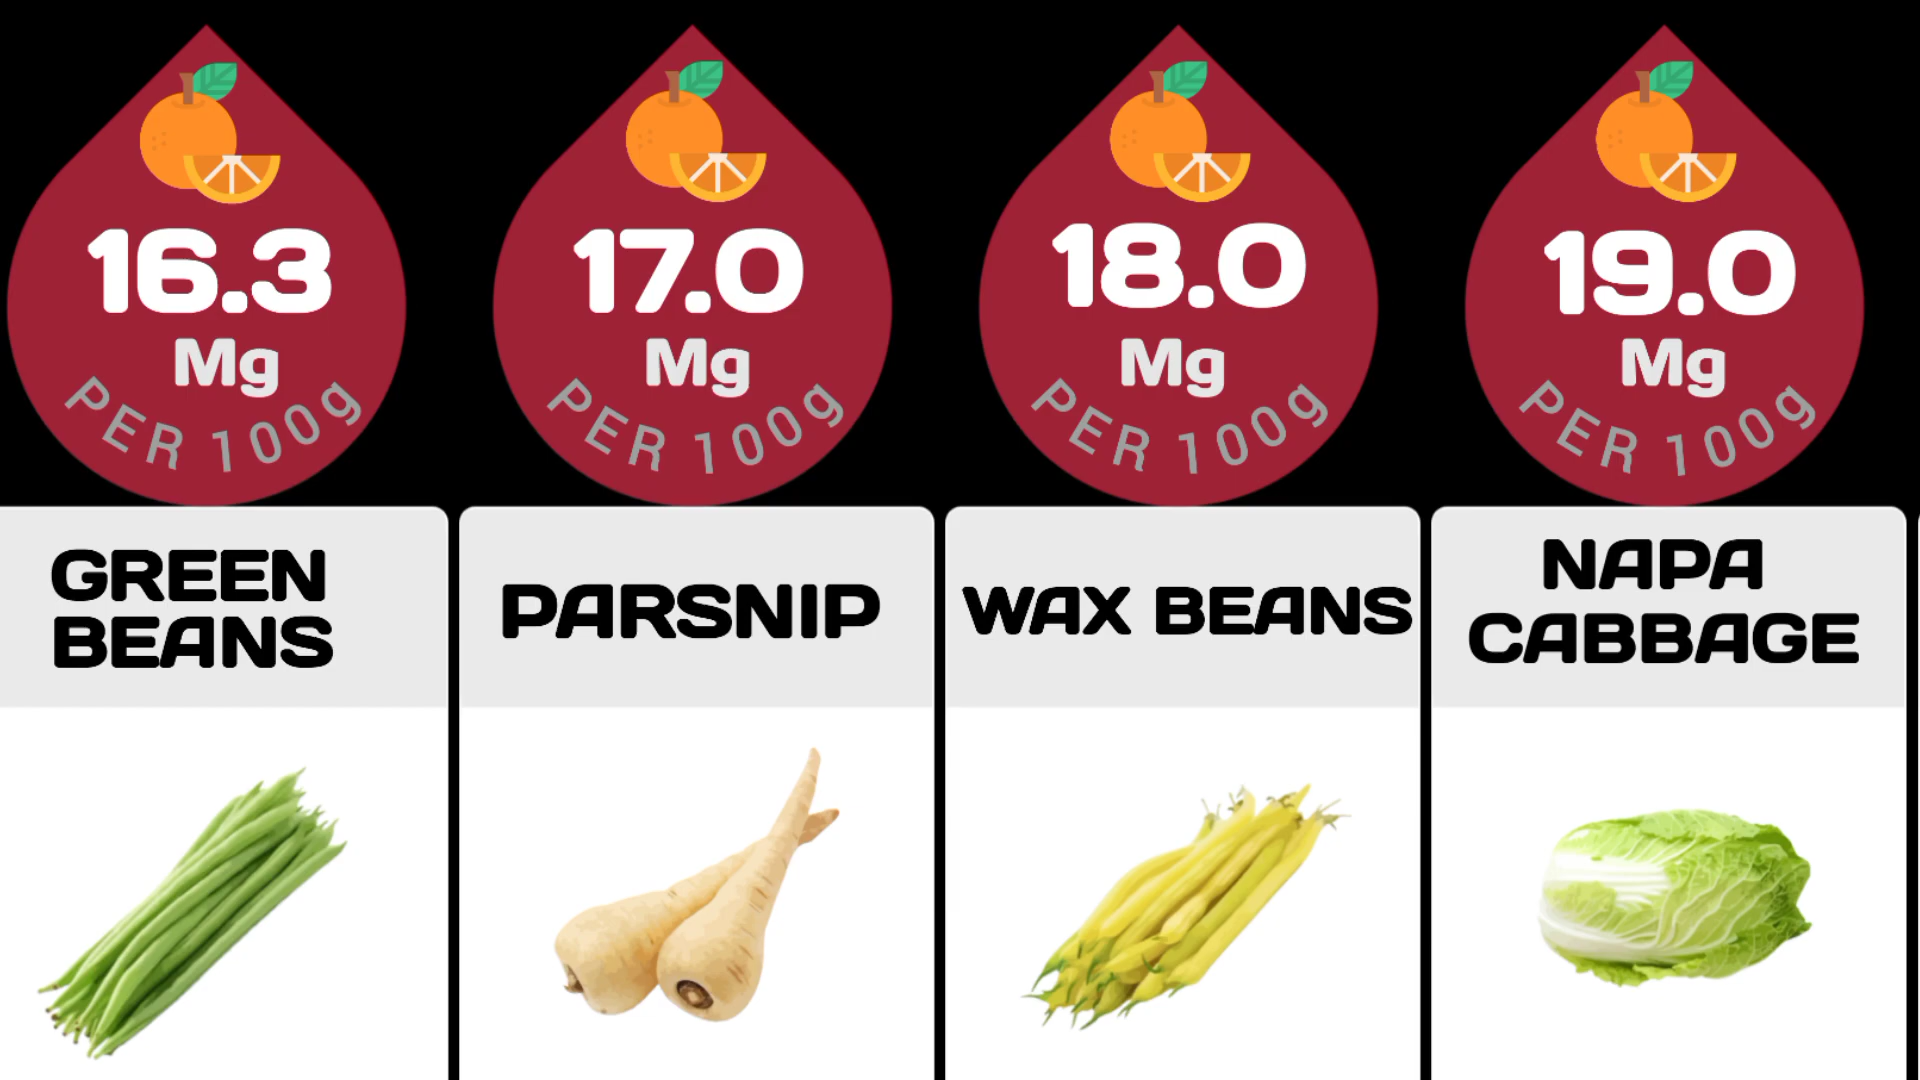 16.3
Mg
PER 100g
GREEN
BEANS
17.0
Mg
PER 100g
PARSNIP
18.0
Mg
PER 100g
WAX BEANS
19.0
Mg
PER 100g
NAPA
CABBAGE